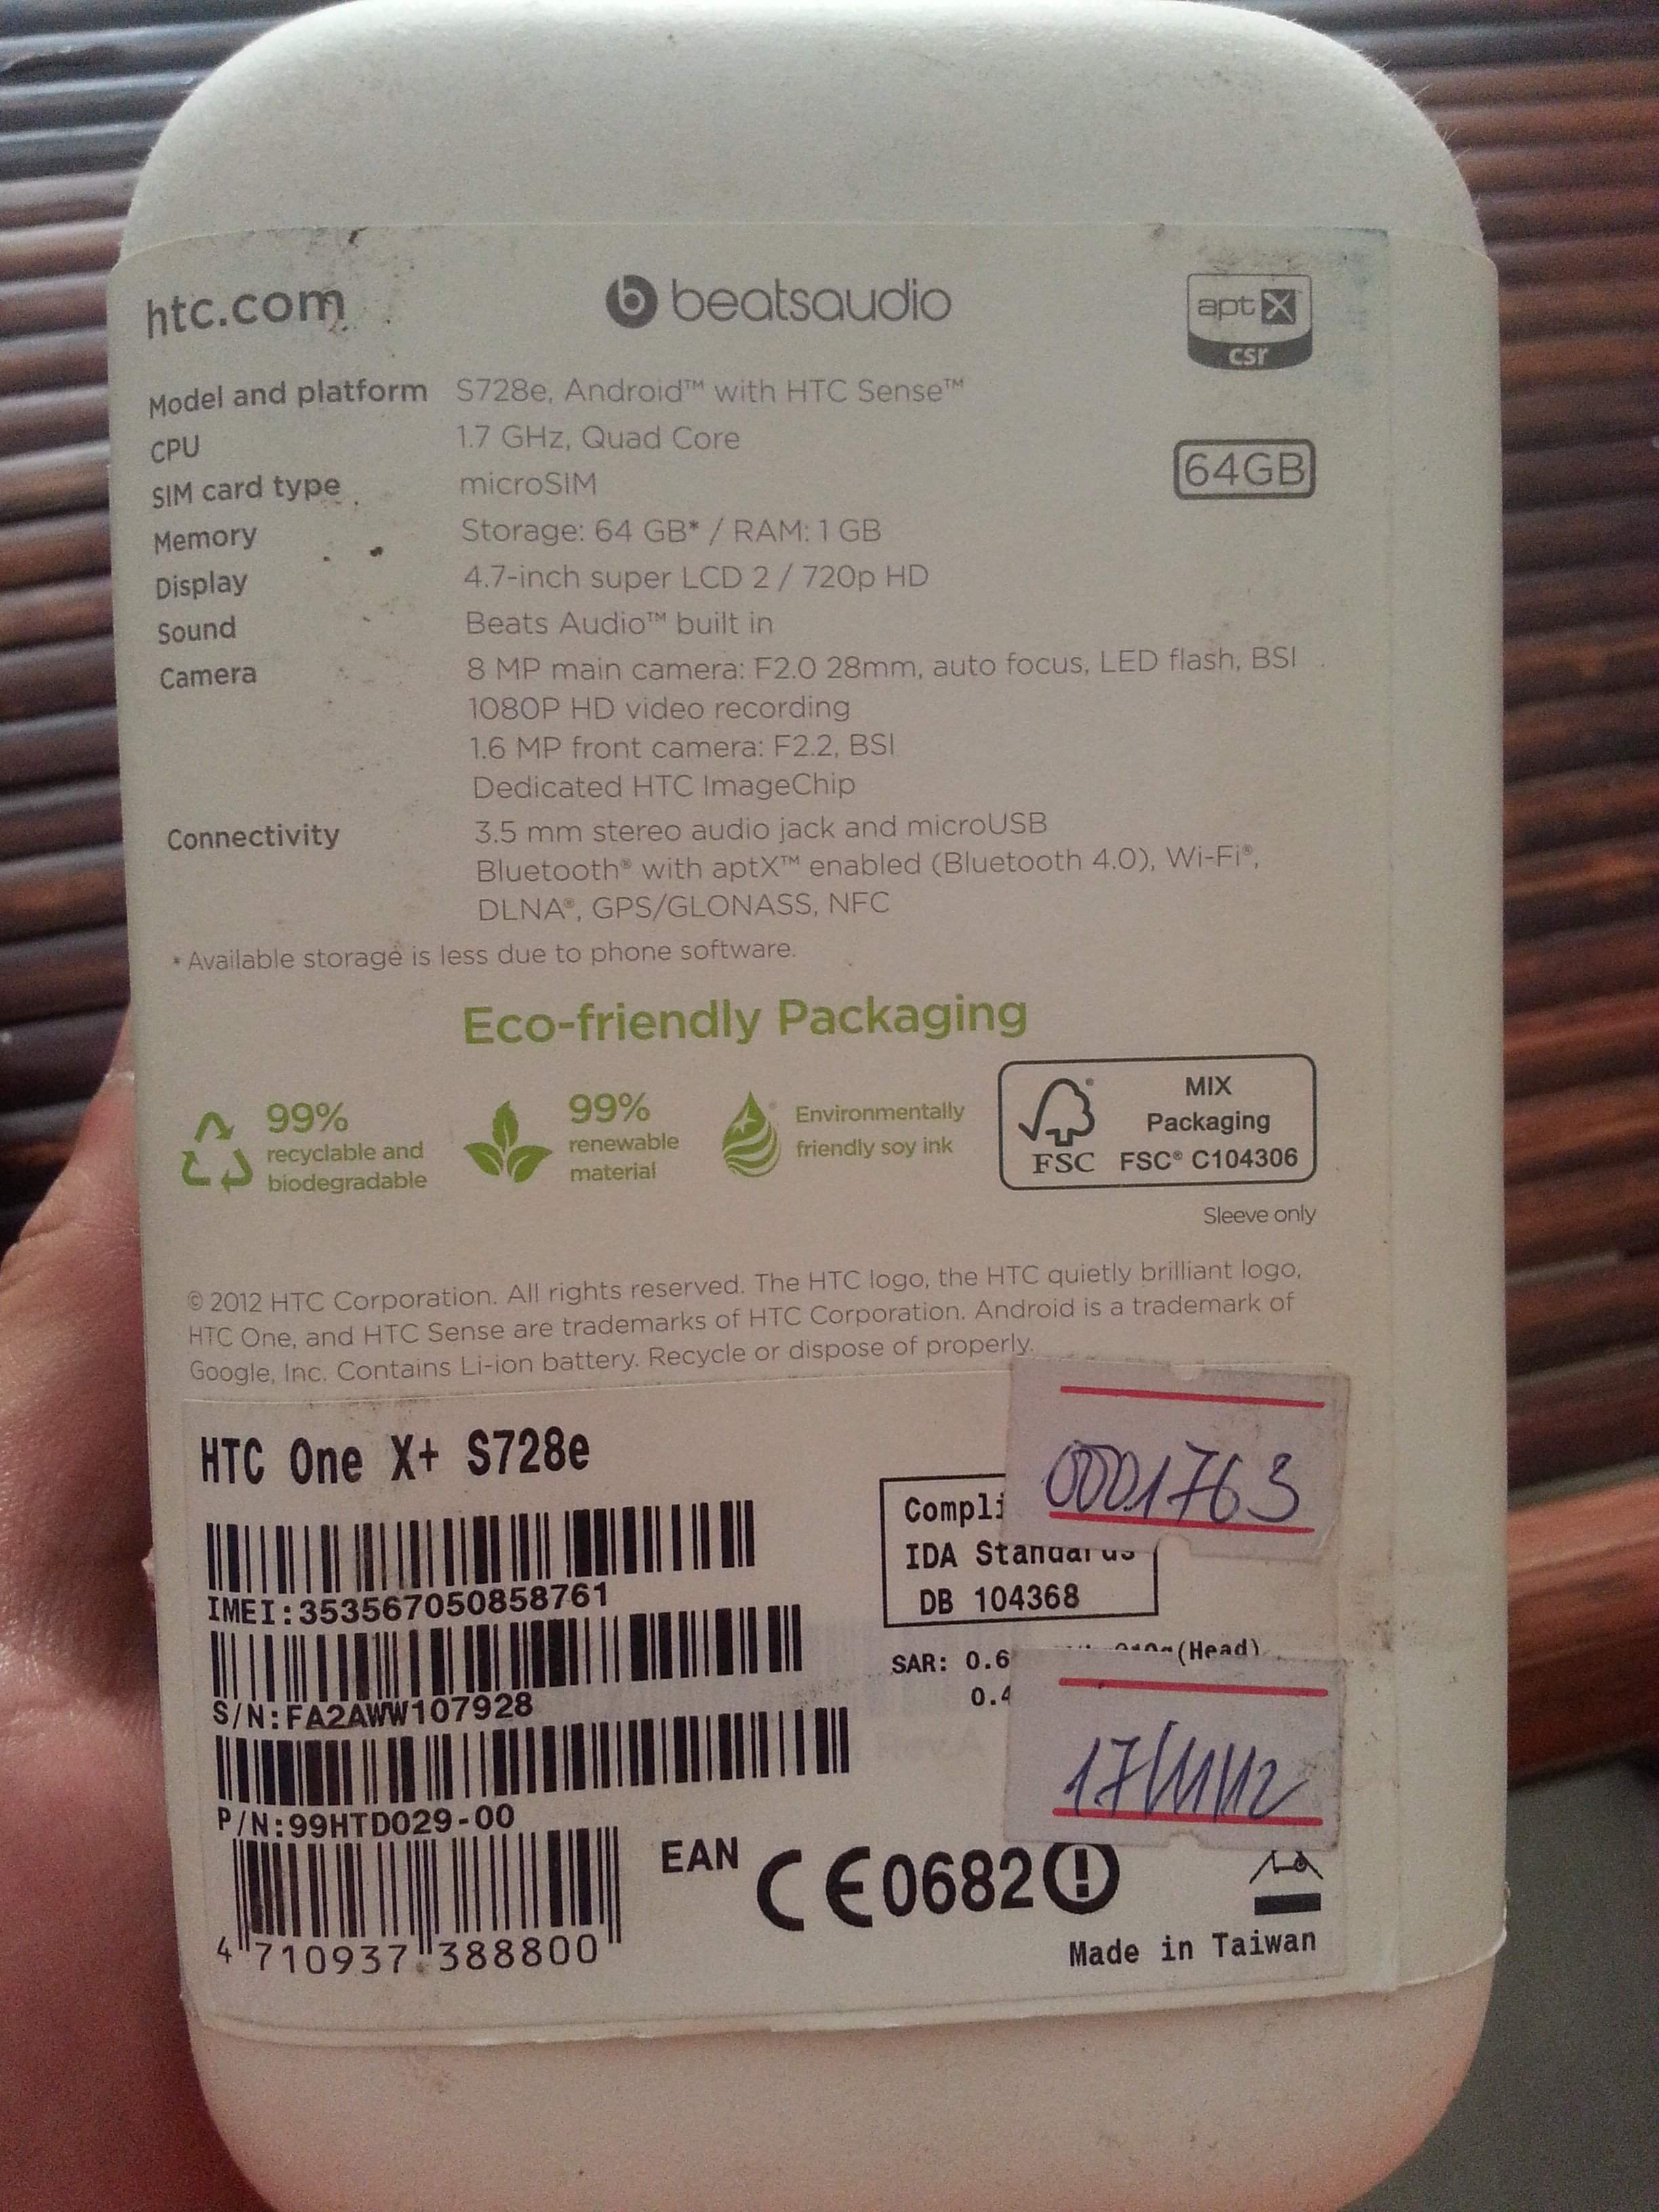 htc.com
beatsaudio
aptX
csr
Model and platform S728e, Android™ with HTC Sense™
CPU 1.7 GHz, Quad Core
64GB
SIM card type microSIM
Memory Storage: 64 GB* / RAM: 1 GB
Display 4.7-inch super LCD 2 / 720p HD
Sound Beats Audio™ built in
Camera 8 MP main camera: F2.0 28mm, auto focus, LED flash, BSI
1080P HD video recording
1.6 MP front camera: F2.2, BSI
Dedicated HTC ImageChip
Connectivity 3.5 mm stereo audio jack and microUSB
Bluetooth® with aptX™ enabled (Bluetooth 4.0), Wi-Fi®,
DLNA®, GPS/GLONASS, NFC
* Available storage is less due to phone software.
Eco-friendly Packaging
99%
recyclable and
biodegradable
99%
renewable
material
Environmentally
friendly soy ink
FSC
MIX
Packaging
FSC® C104306
Sleeve only
© 2012 HTC Corporation. All rights reserved. The HTC logo, the HTC quietly brilliant logo,
HTC One, and HTC Sense are trademarks of HTC Corporation. Android is a trademark of
Google, Inc. Contains Li-ion battery. Recycle or dispose of properly.
HTC One X+ S728e
0001763
IMEI:353567050858761
S/N:FA2AWW107928
P/N:99HTD029-00
4 710937 388800
EAN
Compli
IDA Standards
DB 104368
SAR: 0.6 (Head)
0.4
CE0682
Made in Taiwan